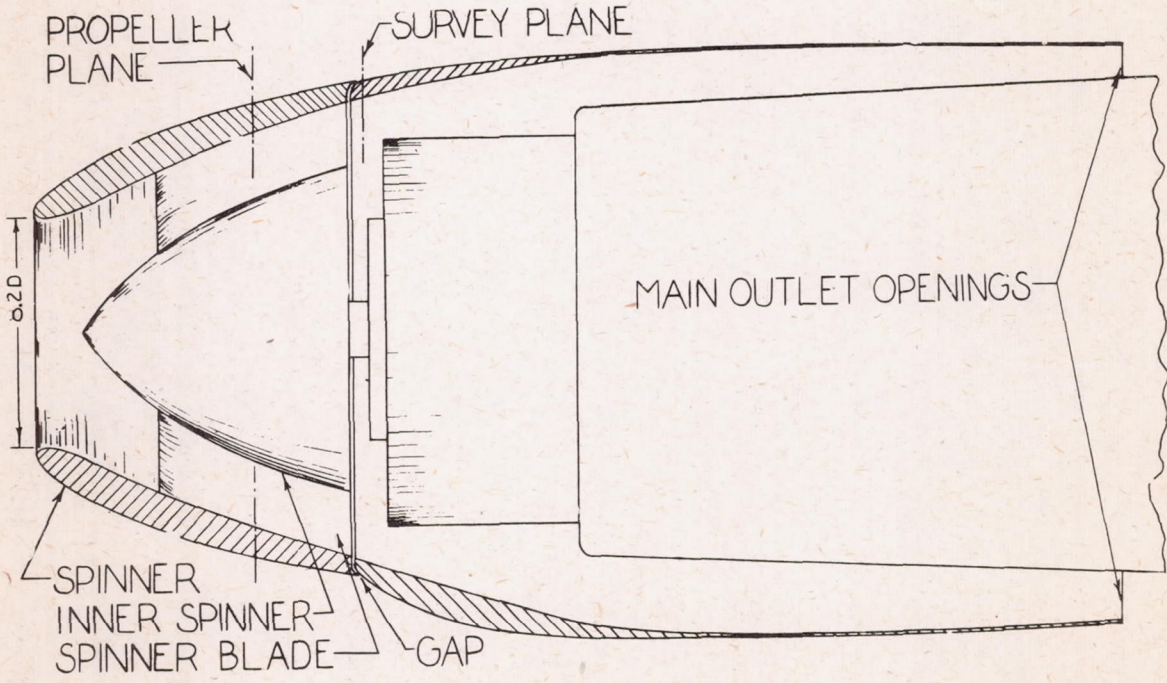 PROPELLER
PLANE
SURVEY PLANE
0.2D
MAIN OUTLET OPENINGS
SPINNER
INNER SPINNER
SPINNER BLADE
GAP